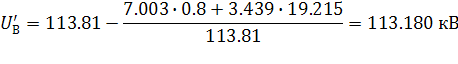 U′В = 113.81 − (7.003 · 0.8 + 3.439 · 19.215) / 113.81 = 113.180 кВ